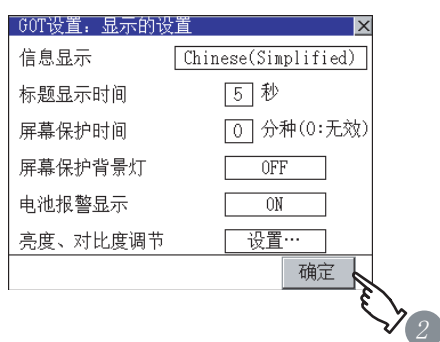 GOT设置：显示的设置
信息显示 Chinese(Simplified)
标题显示时间 5 秒
屏幕保护时间 0 分种(0:无效)
屏幕保护背景灯 OFF
电池报警显示 ON
亮度、对比度调节 设置…
确定
2